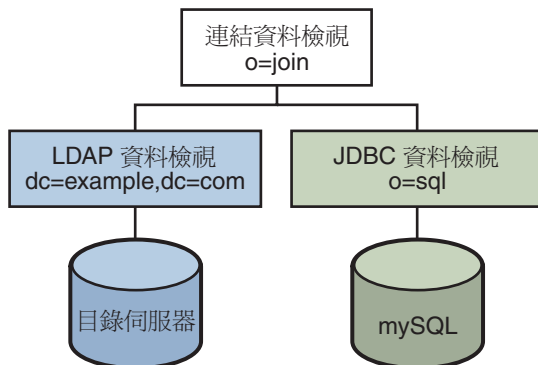 連結資料檢視
o=join
LDAP 資料檢視
dc=example,dc=com
JDBC 資料檢視
o=sql
目錄伺服器
mySQL